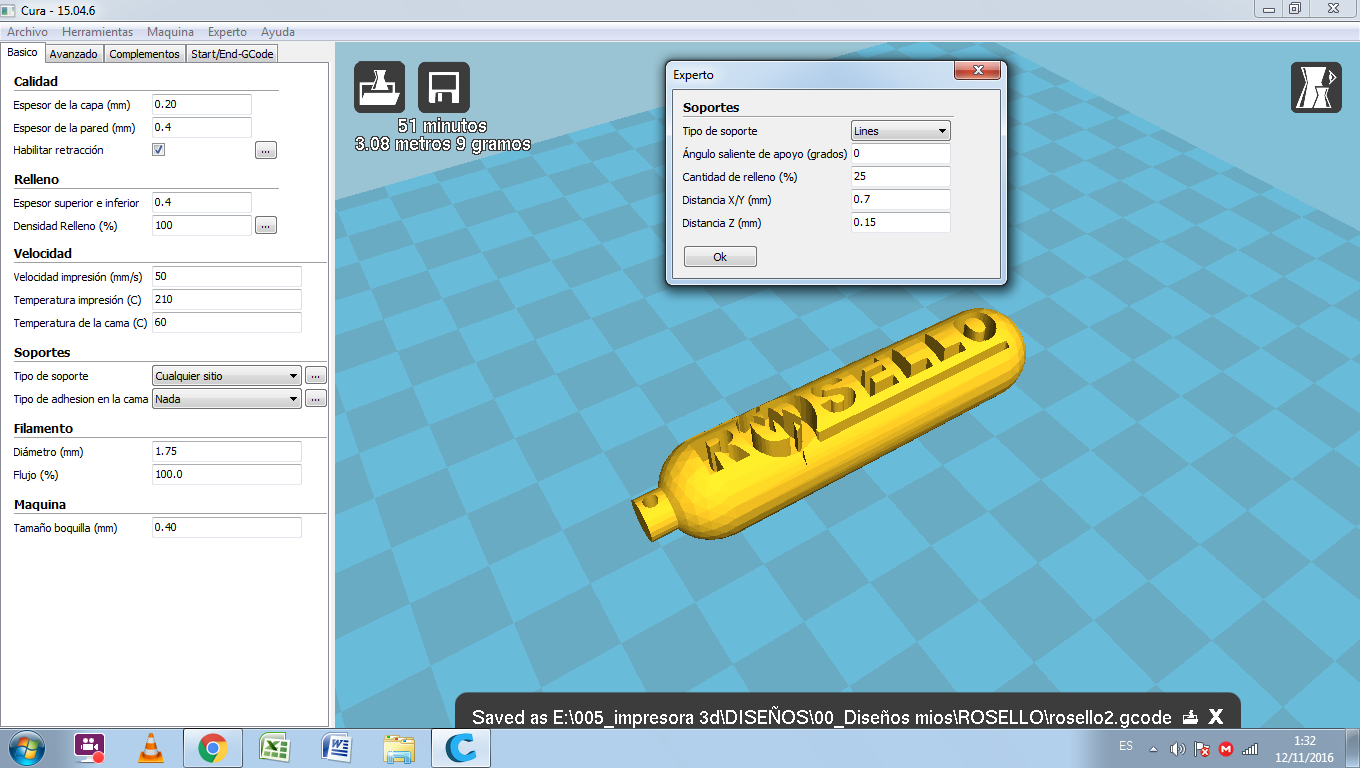 Cura - 15.04.6
Archivo Herramientas Maquina Experto Ayuda
Basico Avanzado Complementos Start/End-GCode
Calidad
Espesor de la capa (mm) 0.20
Espesor de la pared (mm) 0.4
Habilitar retracción ...
Relleno
Espesor superior e inferior 0.4
Densidad Relleno (%) 100 ...
Velocidad
Velocidad impresión (mm/s) 50
Temperatura impresión (C) 210
Temperatura de la cama (C) 60
Soportes
Tipo de soporte Cualquier sitio ...
Tipo de adhesion en la cama Nada ...
Filamento
Diámetro (mm) 1.75
Flujo (%) 100.0
Maquina
Tamaño boquilla (mm) 0.40
51 minutos
3.08 metros 9 gramos
Experto
Soportes
Tipo de soporte Lines
Ángulo saliente de apoyo (grados) 0
Cantidad de relleno (%) 25
Distancia X/Y (mm) 0.7
Distancia Z (mm) 0.15
Ok
ROSELLO
Saved as E:\005_impresora 3d\DISEÑOS\00_Diseños mios\ROSELLO\rosello2.gcode
ES
1:32
12/11/2016